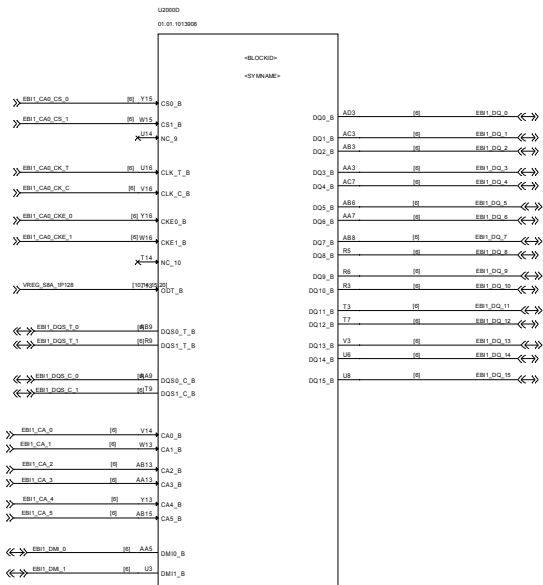 U2000D
01.01.1013908
<BLOCKID>
<SYMNAME>
EBI1_CA0_CS_0 [6] Y15 CS0_B
EBI1_CA0_CS_1 [6] W15 CS1_B
U14 NC_9
EBI1_CA0_CK_T [6] U16 CLK_T_B
EBI1_CA0_CK_C [6] V16 CLK_C_B
EBI1_CA0_CKE_0 [6] Y16 CKE0_B
EBI1_CA0_CKE_1 [6] W16 CKE1_B
T14 NC_10
VREG_S8A_1P128 ODT_B
EBI1_DQS_T_0 AB9 DQS0_T_B
EBI1_DQS_T_1 [6] R9 DQS1_T_B
EBI1_DQS_C_0 AA9 DQS0_C_B
EBI1_DQS_C_1 [6] T9 DQS1_C_B
EBI1_CA_0 [6] V14 CA0_B
EBI1_CA_1 [6] W13 CA1_B
EBI1_CA_2 [6] AB13 CA2_B
EBI1_CA_3 [6] AA13 CA3_B
EBI1_CA_4 [6] Y13 CA4_B
EBI1_CA_5 [6] AB15 CA5_B
EBI1_DMI_0 [6] AA5 DMI0_B
EBI1_DMI_1 [6] U3 DMI1_B
DQ0_B AD3 [6] EBI1_DQ_0
DQ1_B AC3 [6] EBI1_DQ_1
DQ2_B AB3 [6] EBI1_DQ_2
DQ3_B AA3 [6] EBI1_DQ_3
DQ4_B AC7 [6] EBI1_DQ_4
DQ5_B AB6 [6] EBI1_DQ_5
DQ6_B AA7 [6] EBI1_DQ_6
DQ7_B AB8 [6] EBI1_DQ_7
DQ8_B R5 [6] EBI1_DQ_8
DQ9_B R6 [6] EBI1_DQ_9
DQ10_B R3 [6] EBI1_DQ_10
DQ11_B T3 [6] EBI1_DQ_11
DQ12_B T7 [6] EBI1_DQ_12
DQ13_B V3 [6] EBI1_DQ_13
DQ14_B U6 [6] EBI1_DQ_14
DQ15_B U8 [6] EBI1_DQ_15